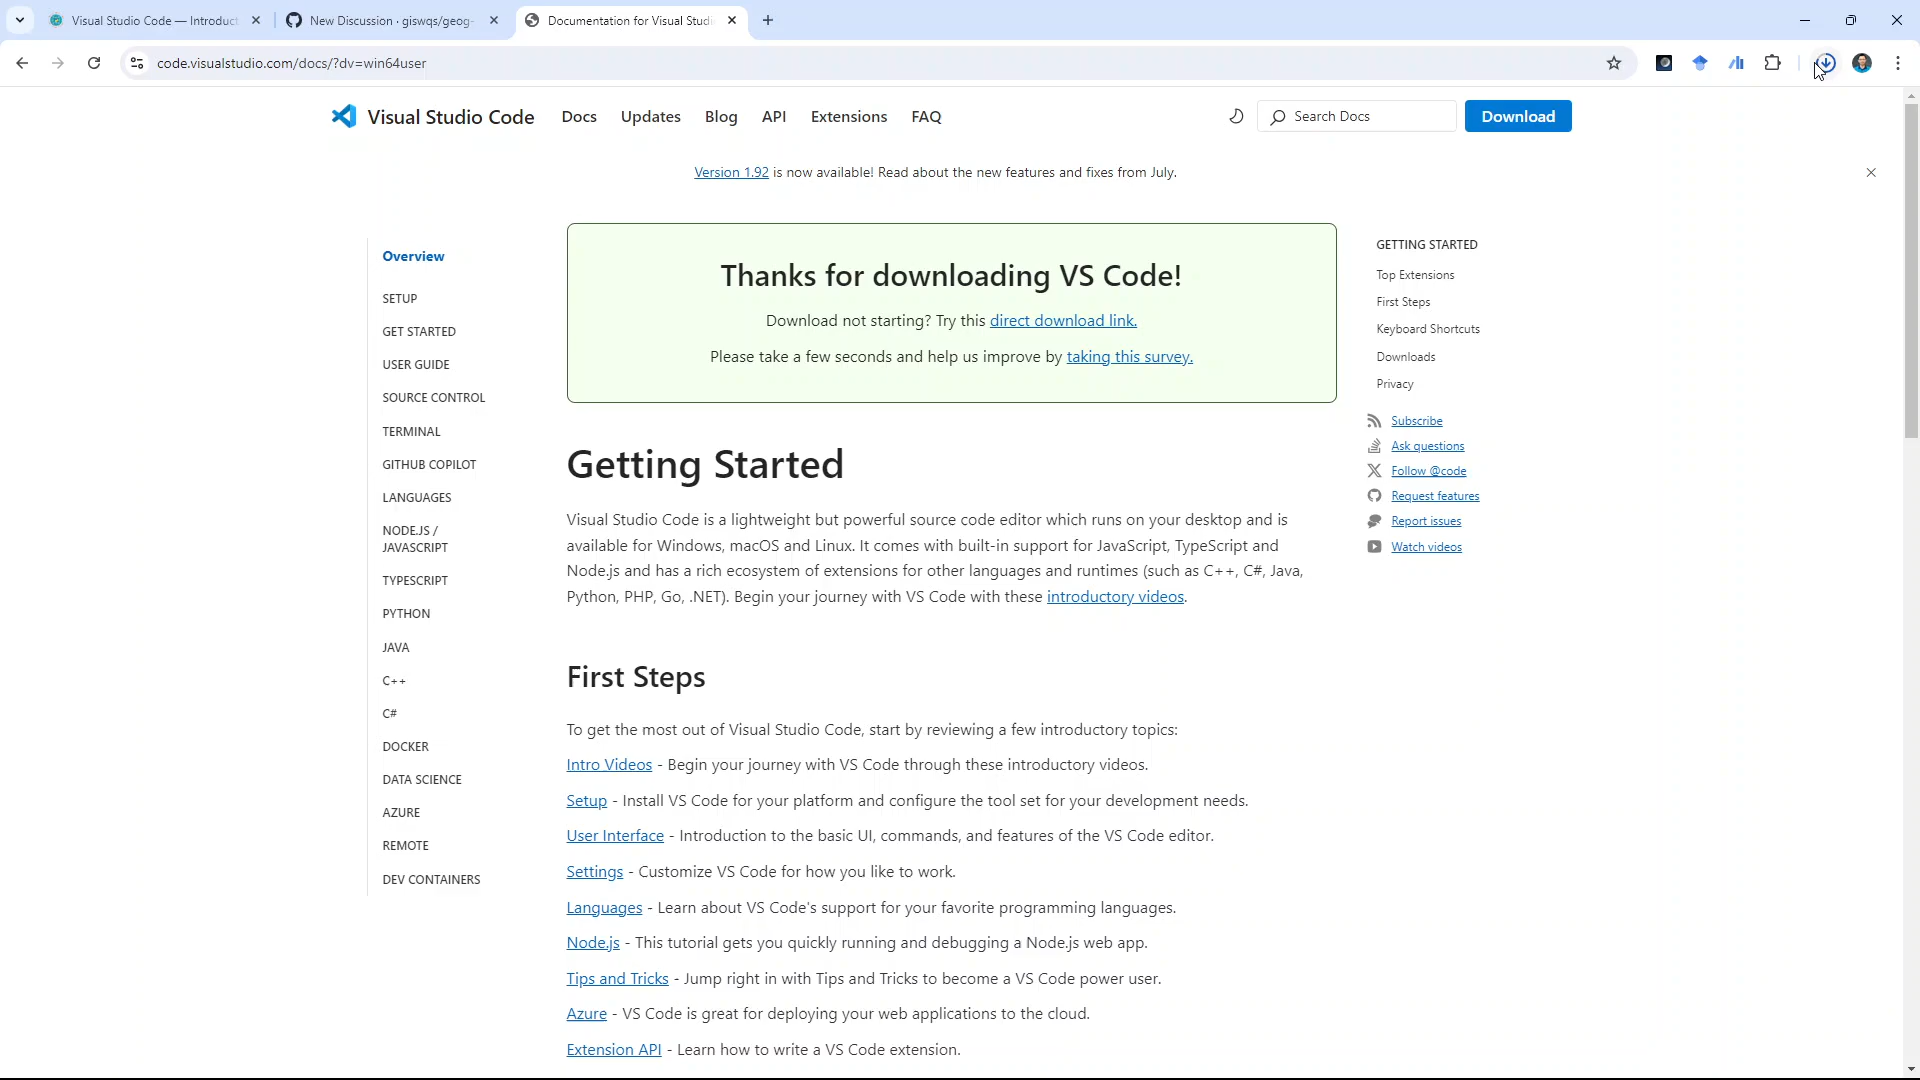 Visual Studio Code — Introduct
New Discussion · giswqs/geog-
Documentation for Visual Studi
code.visualstudio.com/docs/?dv=win64user
Visual Studio Code
Docs
Updates
Blog
API
Extensions
FAQ
Search Docs
Download
Version 1.92 is now available! Read about the new features and fixes from July.
Overview
SETUP
GET STARTED
USER GUIDE
SOURCE CONTROL
TERMINAL
GITHUB COPILOT
LANGUAGES
NODE.JS /
JAVASCRIPT
TYPESCRIPT
PYTHON
JAVA
C++
C#
DOCKER
DATA SCIENCE
AZURE
REMOTE
DEV CONTAINERS
Thanks for downloading VS Code!
Download not starting? Try this direct download link.
Please take a few seconds and help us improve by taking this survey.
Getting Started
Visual Studio Code is a lightweight but powerful source code editor which runs on your desktop and is
available for Windows, macOS and Linux. It comes with built-in support for JavaScript, TypeScript and
Node.js and has a rich ecosystem of extensions for other languages and runtimes (such as C++, C#, Java,
Python, PHP, Go, .NET). Begin your journey with VS Code with these introductory videos.
First Steps
To get the most out of Visual Studio Code, start by reviewing a few introductory topics:
Intro Videos - Begin your journey with VS Code through these introductory videos.
Setup - Install VS Code for your platform and configure the tool set for your development needs.
User Interface - Introduction to the basic UI, commands, and features of the VS Code editor.
Settings - Customize VS Code for how you like to work.
Languages - Learn about VS Code's support for your favorite programming languages.
Node.js - This tutorial gets you quickly running and debugging a Node.js web app.
Tips and Tricks - Jump right in with Tips and Tricks to become a VS Code power user.
Azure - VS Code is great for deploying your web applications to the cloud.
Extension API - Learn how to write a VS Code extension.
GETTING STARTED
Top Extensions
First Steps
Keyboard Shortcuts
Downloads
Privacy
Subscribe
Ask questions
Follow @code
Request features
Report issues
Watch videos